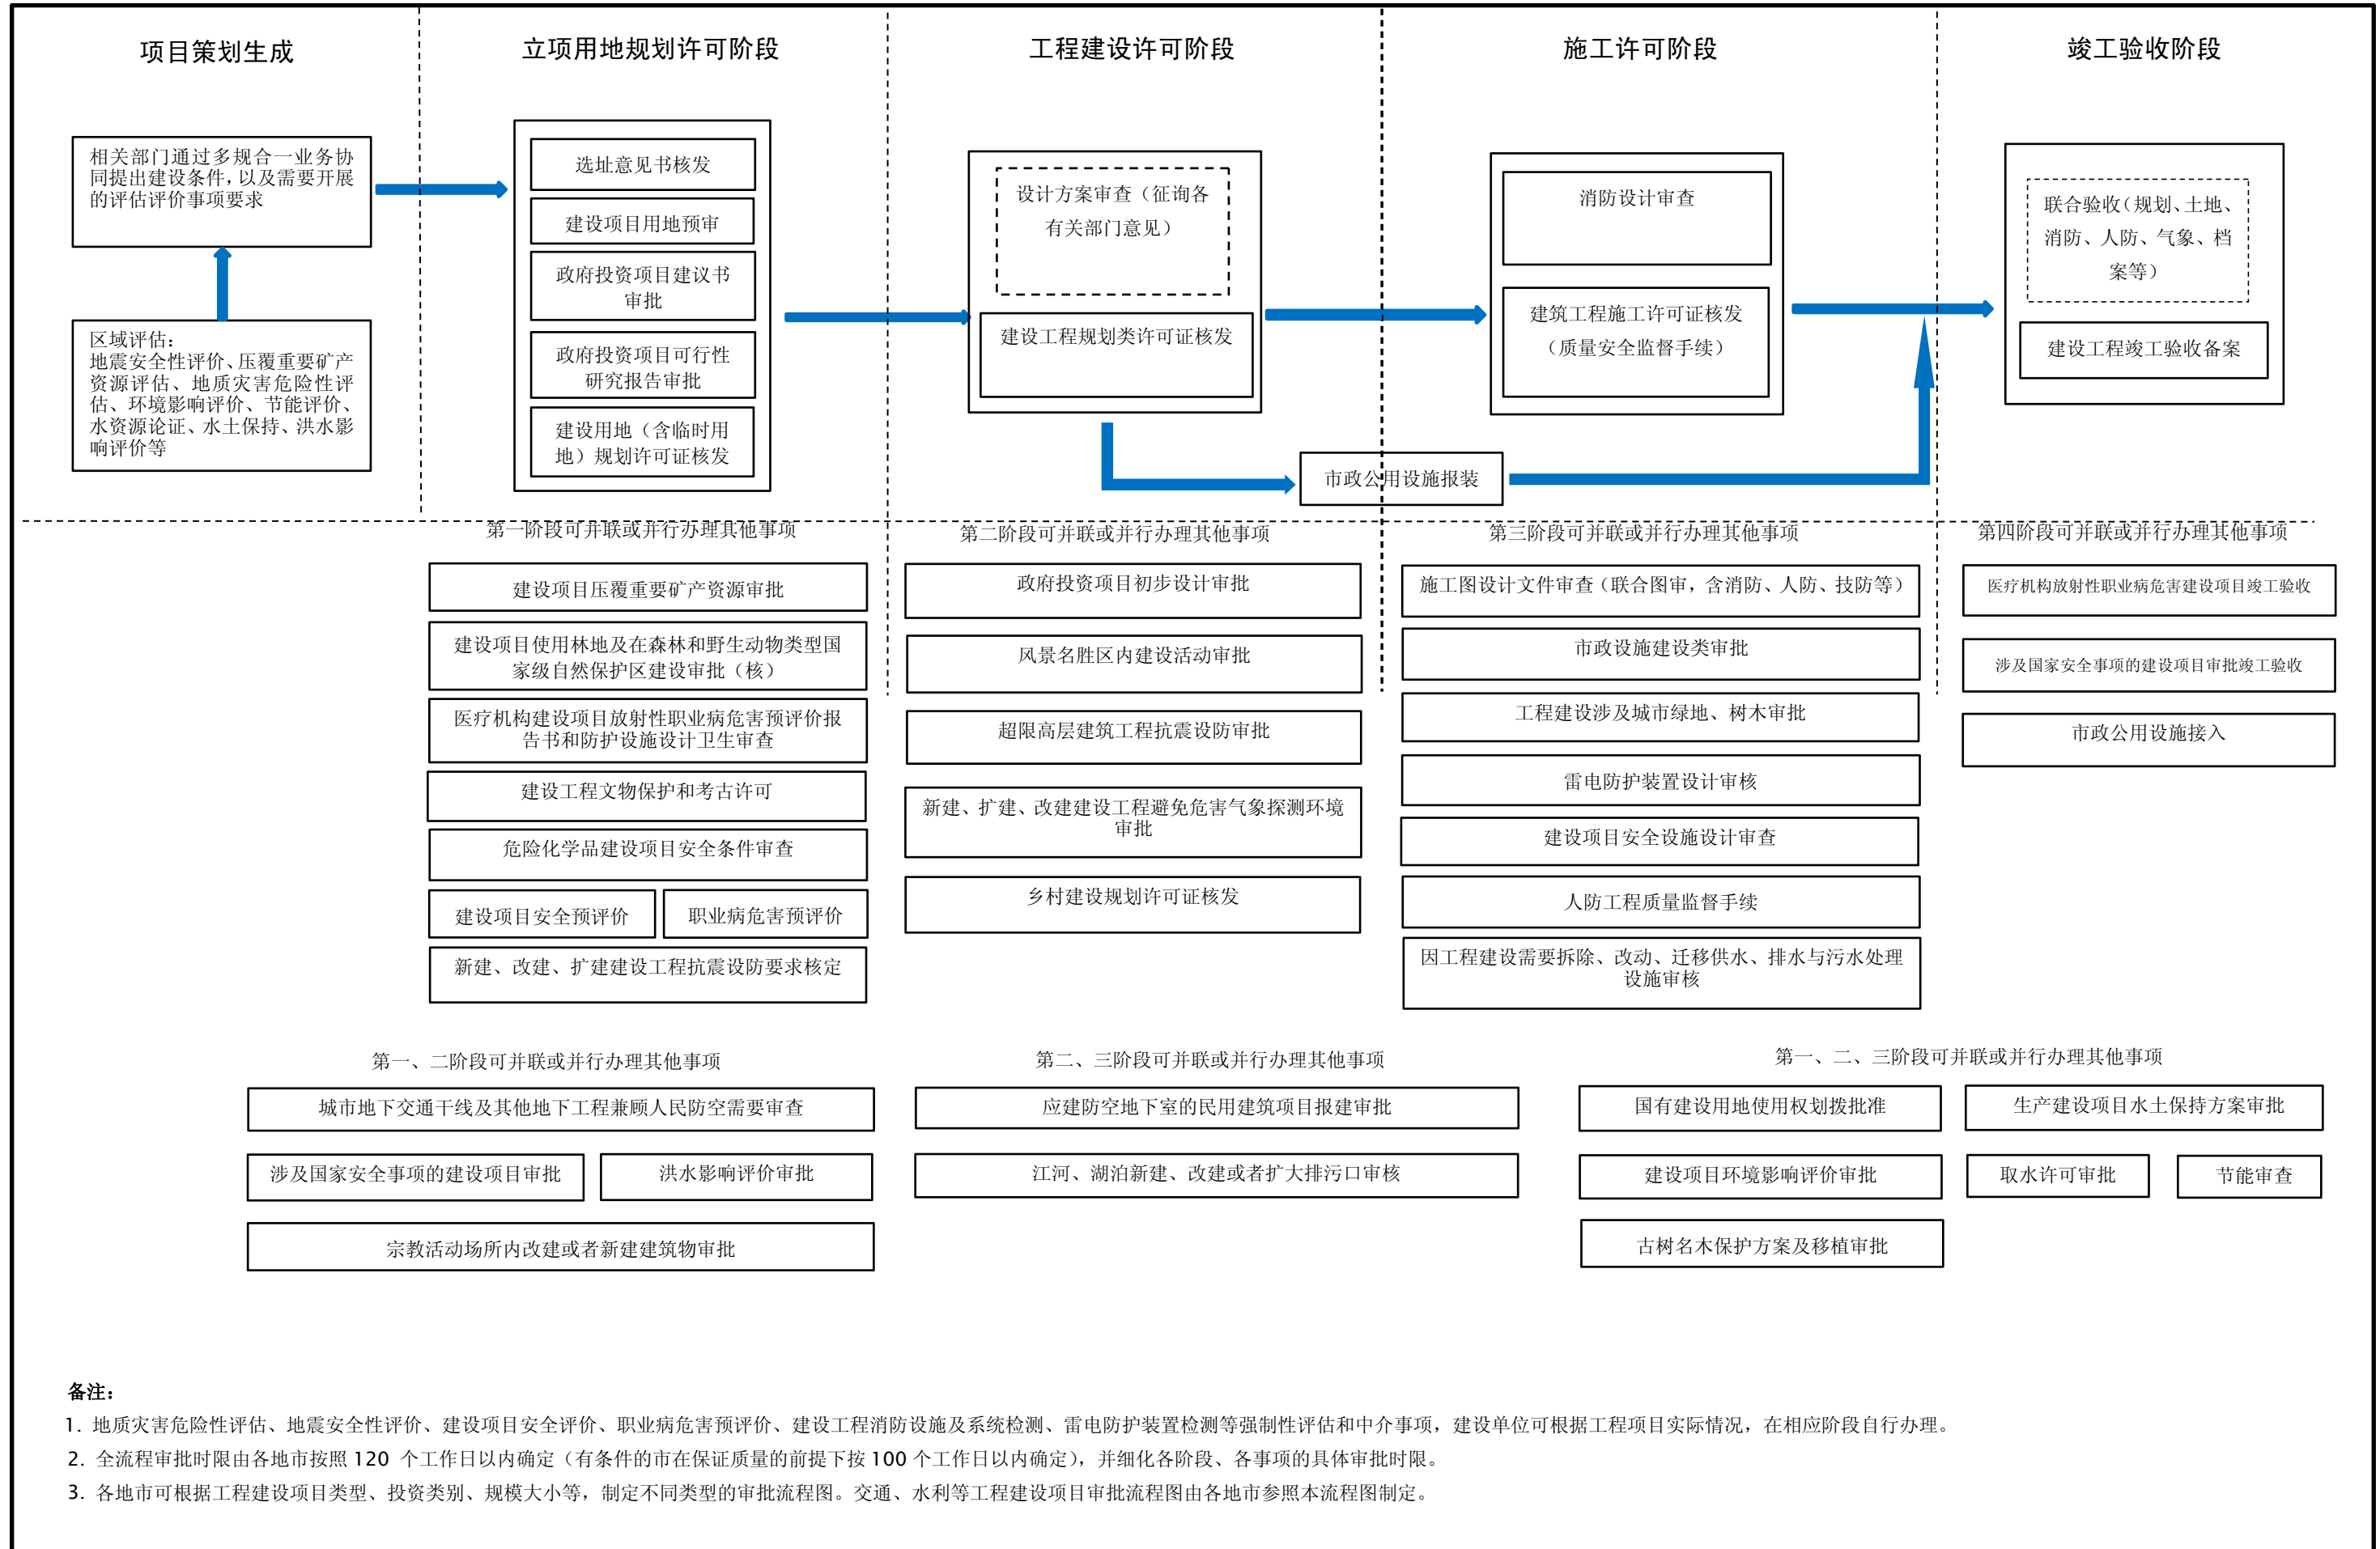 项目策划生成
立项用地规划许可阶段
工程建设许可阶段
施工许可阶段
竣工验收阶段
相关部门通过多规合一业务协
同提出建设条件，以及需要开展
的评估评价事项要求
区域评估：
地震安全性评价、压覆重要矿产
资源评估、地质灾害危险性评
估、环境影响评价、节能评价、
水资源论证、水土保持、洪水影
响评价等
选址意见书核发
建设项目用地预审
政府投资项目建议书
审批
政府投资项目可行性
研究报告审批
建设用地（含临时用
地）规划许可证核发
设计方案审查（征询各
有关部门意见）
建设工程规划类许可证核发
消防设计审查
建筑工程施工许可证核发
（质量安全监督手续）
市政公用设施报装
联合验收（规划、土地、
消防、人防、气象、档
案等）
建设工程竣工验收备案
第一阶段可并联或并行办理其他事项
建设项目压覆重要矿产资源审批
建设项目使用林地及在森林和野生动物类型国
家级自然保护区建设审批（核）
医疗机构建设项目放射性职业病危害预评价报
告书和防护设施设计卫生审查
建设工程文物保护和考古许可
危险化学品建设项目安全条件审查
建设项目安全预评价
职业病危害预评价
新建、改建、扩建建设工程抗震设防要求核定
第二阶段可并联或并行办理其他事项
政府投资项目初步设计审批
风景名胜区内建设活动审批
超限高层建筑工程抗震设防审批
新建、扩建、改建建设工程避免危害气象探测环境
审批
乡村建设规划许可证核发
第三阶段可并联或并行办理其他事项
施工图设计文件审查（联合图审，含消防、人防、技防等）
市政设施建设类审批
工程建设涉及城市绿地、树木审批
雷电防护装置设计审核
建设项目安全设施设计审查
人防工程质量监督手续
因工程建设需要拆除、改动、迁移供水、排水与污水处理
设施审核
第四阶段可并联或并行办理其他事项
医疗机构放射性职业病危害建设项目竣工验收
涉及国家安全事项的建设项目审批竣工验收
市政公用设施接入
第一、二阶段可并联或并行办理其他事项
城市地下交通干线及其他地下工程兼顾人民防空需要审查
涉及国家安全事项的建设项目审批
洪水影响评价审批
宗教活动场所内改建或者新建建筑物审批
第二、三阶段可并联或并行办理其他事项
应建防空地下室的民用建筑项目报建审批
江河、湖泊新建、改建或者扩大排污口审核
第一、二、三阶段可并联或并行办理其他事项
国有建设用地使用权划拨批准
生产建设项目水土保持方案审批
建设项目环境影响评价审批
取水许可审批
节能审查
古树名木保护方案及移植审批
备注：
1. 地质灾害危险性评估、地震安全性评价、建设项目安全评价、职业病危害预评价、建设工程消防设施及系统检测、雷电防护装置检测等强制性评估和中介事项，建设单位可根据工程项目实际情况，在相应阶段自行办理。
2. 全流程审批时限由各地市按照 120 个工作日以内确定（有条件的市在保证质量的前提下按 100 个工作日以内确定），并细化各阶段、各事项的具体审批时限。
3. 各地市可根据工程建设项目类型、投资类别、规模大小等，制定不同类型的审批流程图。交通、水利等工程建设项目审批流程图由各地市参照本流程图制定。